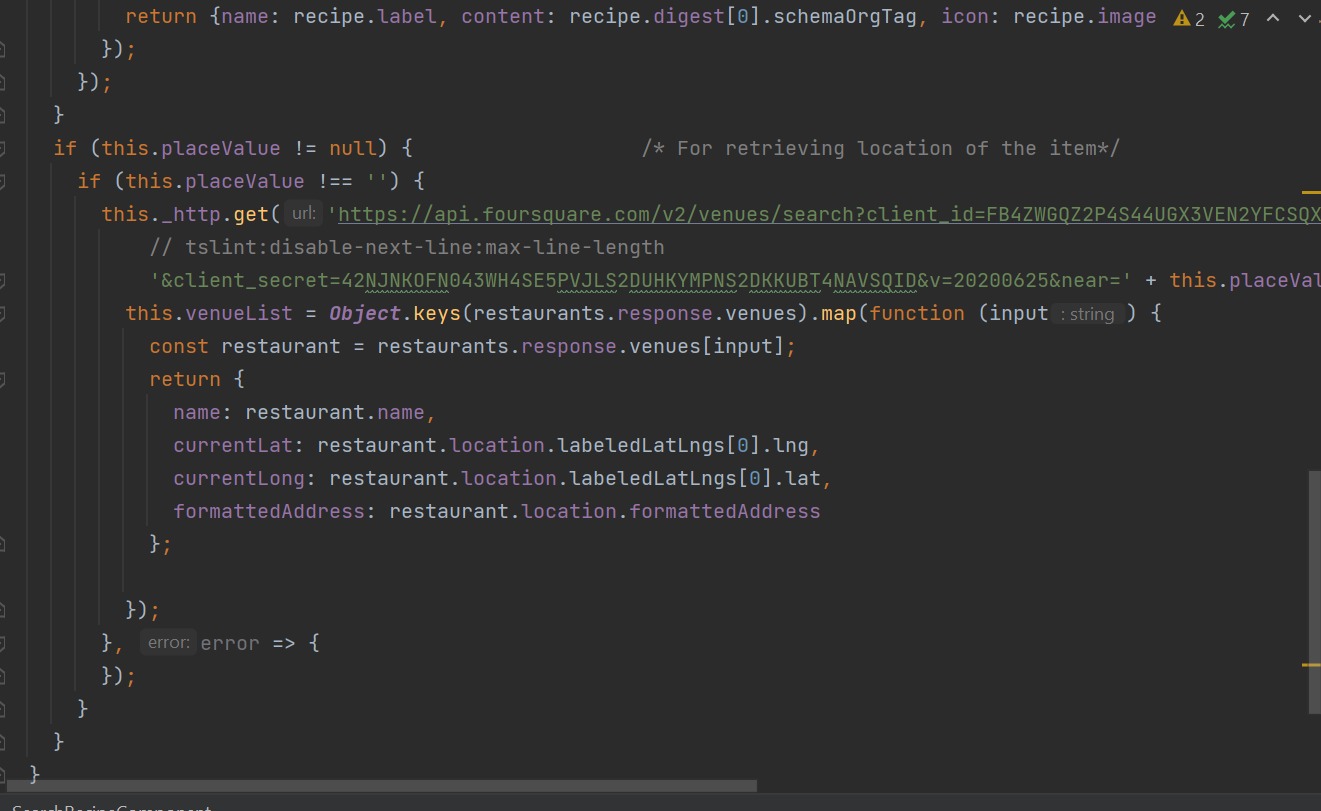 return {name: recipe.label, content: recipe.digest[0].schemaOrgTag, icon: recipe.image 2 7
});
});
}
if (this.placeValue != null) { /* For retrieving location of the item*/
if (this.placeValue !== '') {
this._http.get( url: 'https://api.foursquare.com/v2/venues/search?client_id=FB4ZWGQZ2P4S44UGX3VEN2YFCSQX
// tslint:disable-next-line:max-line-length
'&client_secret=42NJNKOFN043WH4SE5PVJLS2DUHKYMPNS2DKKUBT4NAVSQID&v=20200625&near=' + this.placeVal
this.venueList = Object.keys(restaurants.response.venues).map(function (input : string ) {
const restaurant = restaurants.response.venues[input];
return {
name: restaurant.name,
currentLat: restaurant.location.labeledLatLngs[0].lng,
currentLong: restaurant.location.labeledLatLngs[0].lat,
formattedAddress: restaurant.location.formattedAddress
};
});
}, error: error => {
});
}
}
}
SearchRecipeComponent